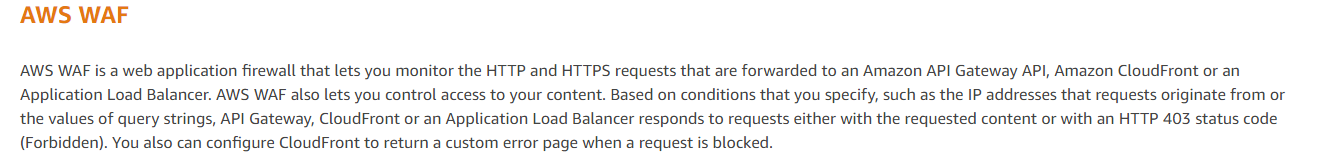 AWS WAF
AWS WAF is a web application firewall that lets you monitor the HTTP and HTTPS requests that are forwarded to an Amazon API Gateway API, Amazon CloudFront or an
Application Load Balancer. AWS WAF also lets you control access to your content. Based on conditions that you specify, such as the IP addresses that requests originate from or
the values of query strings, API Gateway, CloudFront or an Application Load Balancer responds to requests either with the requested content or with an HTTP 403 status code
(Forbidden). You also can configure CloudFront to return a custom error page when a request is blocked.